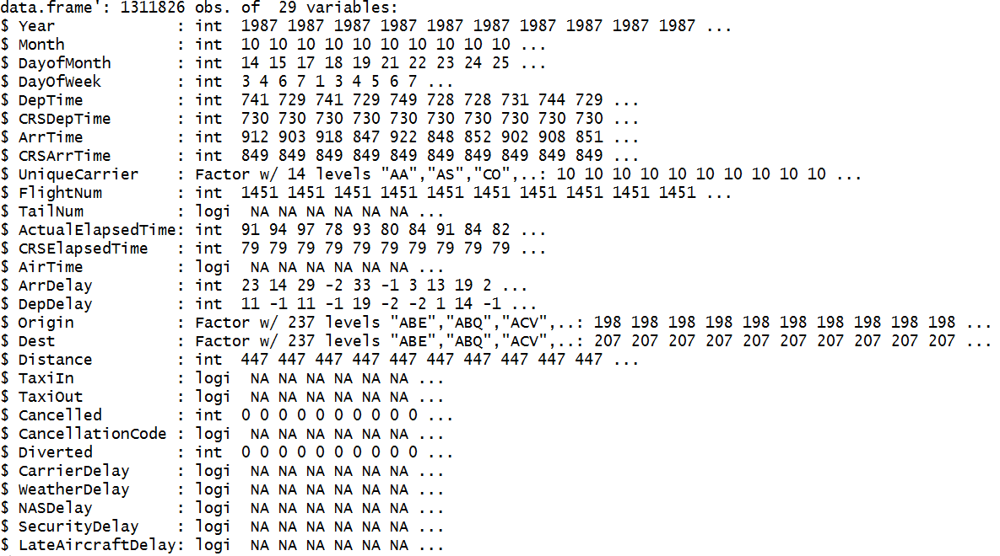 data.frame': 1311826 obs. of  29 variables:
$ Year             : int  1987 1987 1987 1987 1987 1987 1987 1987 1987 1987 ...
$ Month            : int  10 10 10 10 10 10 10 10 10 10 ...
$ DayofMonth       : int  14 15 17 18 19 21 22 23 24 25 ...
$ DayOfWeek        : int  3 4 6 7 1 3 4 5 6 7 ...
$ DepTime          : int  741 729 741 729 749 728 728 731 744 729 ...
$ CRSDepTime       : int  730 730 730 730 730 730 730 730 730 730 ...
$ ArrTime          : int  912 903 918 847 922 848 852 902 908 851 ...
$ CRSArrTime       : int  849 849 849 849 849 849 849 849 849 849 ...
$ UniqueCarrier    : Factor w/ 14 levels "AA","AS","CO",..: 10 10 10 10 10 10 10 10 10 10 ...
$ FlightNum        : int  1451 1451 1451 1451 1451 1451 1451 1451 1451 1451 ...
$ TailNum          : logi  NA NA NA NA NA NA ...
$ ActualElapsedTime: int  91 94 97 78 93 80 84 91 84 82 ...
$ CRSElapsedTime   : int  79 79 79 79 79 79 79 79 79 79 ...
$ AirTime          : logi  NA NA NA NA NA NA ...
$ ArrDelay         : int  23 14 29 -2 33 -1 3 13 19 2 ...
$ DepDelay         : int  11 -1 11 -1 19 -2 -2 1 14 -1 ...
$ Origin           : Factor w/ 237 levels "ABE","ABQ","ACV",..: 198 198 198 198 198 198 198 198 198 198 ...
$ Dest             : Factor w/ 237 levels "ABE","ABQ","ACV",..: 207 207 207 207 207 207 207 207 207 207 ...
$ Distance         : int  447 447 447 447 447 447 447 447 447 447 ...
$ TaxiIn           : logi  NA NA NA NA NA NA ...
$ TaxiOut          : logi  NA NA NA NA NA NA ...
$ Cancelled        : int  0 0 0 0 0 0 0 0 0 0 ...
$ CancellationCode : logi  NA NA NA NA NA NA ...
$ Diverted         : int  0 0 0 0 0 0 0 0 0 0 ...
$ CarrierDelay     : logi  NA NA NA NA NA NA ...
$ WeatherDelay     : logi  NA NA NA NA NA NA ...
$ NASDelay         : logi  NA NA NA NA NA NA ...
$ SecurityDelay    : logi  NA NA NA NA NA NA ...
$ LateAircraftDelay: logi  NA NA NA NA NA NA ...